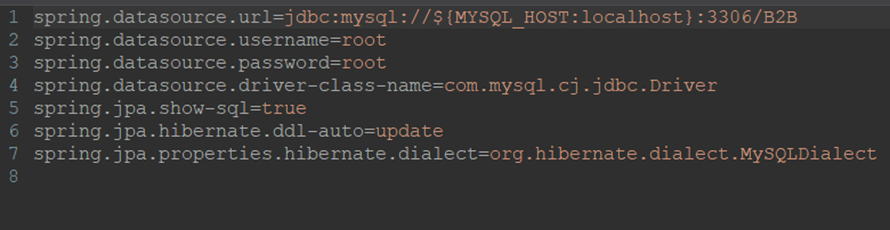 1 spring.datasource.url=jdbc:mysql://${MYSQL_HOST:localhost}:3306/B2B
2 spring.datasource.username=root
3 spring.datasource.password=root
4 spring.datasource.driver-class-name=com.mysql.cj.jdbc.Driver
5 spring.jpa.show-sql=true
6 spring.jpa.hibernate.ddl-auto=update
7 spring.jpa.properties.hibernate.dialect=org.hibernate.dialect.MySQLDialect
8